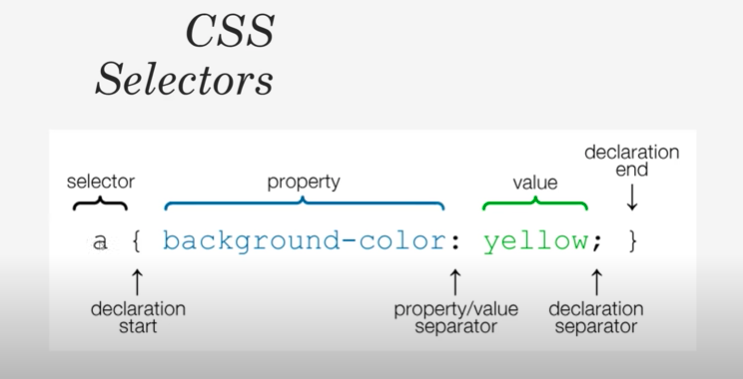 CSS
Selectors
declaration
end
selector property value
a { background-color: yellow; }
declaration
start
property/value
separator
declaration
separator